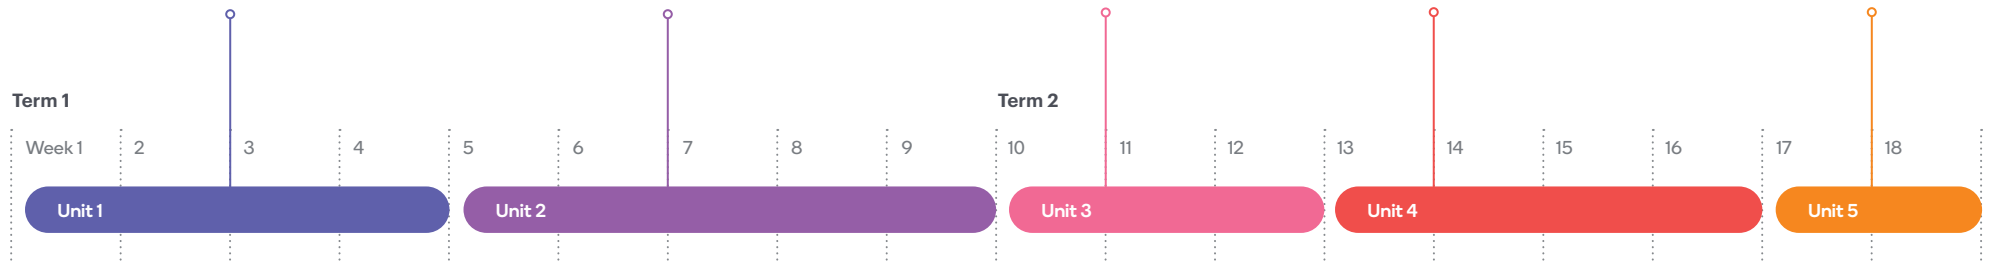 Term 1 Term 2
Week 1 2 3 4 5 6 7 8 9 10 11 12 13 14 15 16 17 18
Unit 1 Unit 2 Unit 3 Unit 4 Unit 5